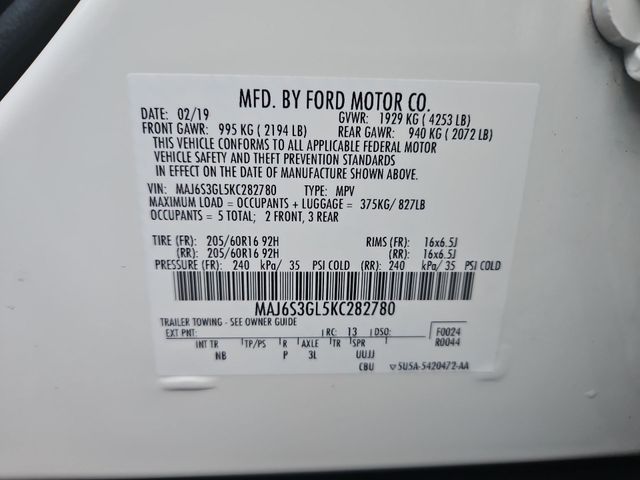 MFD. BY FORD MOTOR CO.
DATE: 02/19 GVWR: 1929 KG ( 4253 LB)
FRONT GAWR: 995 KG ( 2194 LB) REAR GAWR: 940 KG ( 2072 LB)
THIS VEHICLE CONFORMS TO ALL APPLICABLE FEDERAL MOTOR
VEHICLE SAFETY AND THEFT PREVENTION STANDARDS
IN EFFECT ON THE DATE OF MANUFACTURE SHOWN ABOVE.
VIN: MAJ6S3GL5KC282780 TYPE: MPV
MAXIMUM LOAD = OCCUPANTS + LUGGAGE = 375KG/ 827LB
OCCUPANTS = 5 TOTAL; 2 FRONT, 3 REAR
TIRE (FR): 205/60R16 92H RIMS (FR): 16x6.5J
(RR): 205/60R16 92H (RR): 16x6.5J
PRESSURE (FR): 240 kPa/ 35 PSI COLD (RR): 240 kPa/ 35 PSI COLD
MAJ6S3GL5KC282780
TRAILER TOWING - SEE OWNER GUIDE
EXT PNT: RC: 13 DSO: F0024
INT TR TP/PS R AXLE TR SPR R0044
NB P 3L UUJJ
CBU 5U5A-5420472-AA